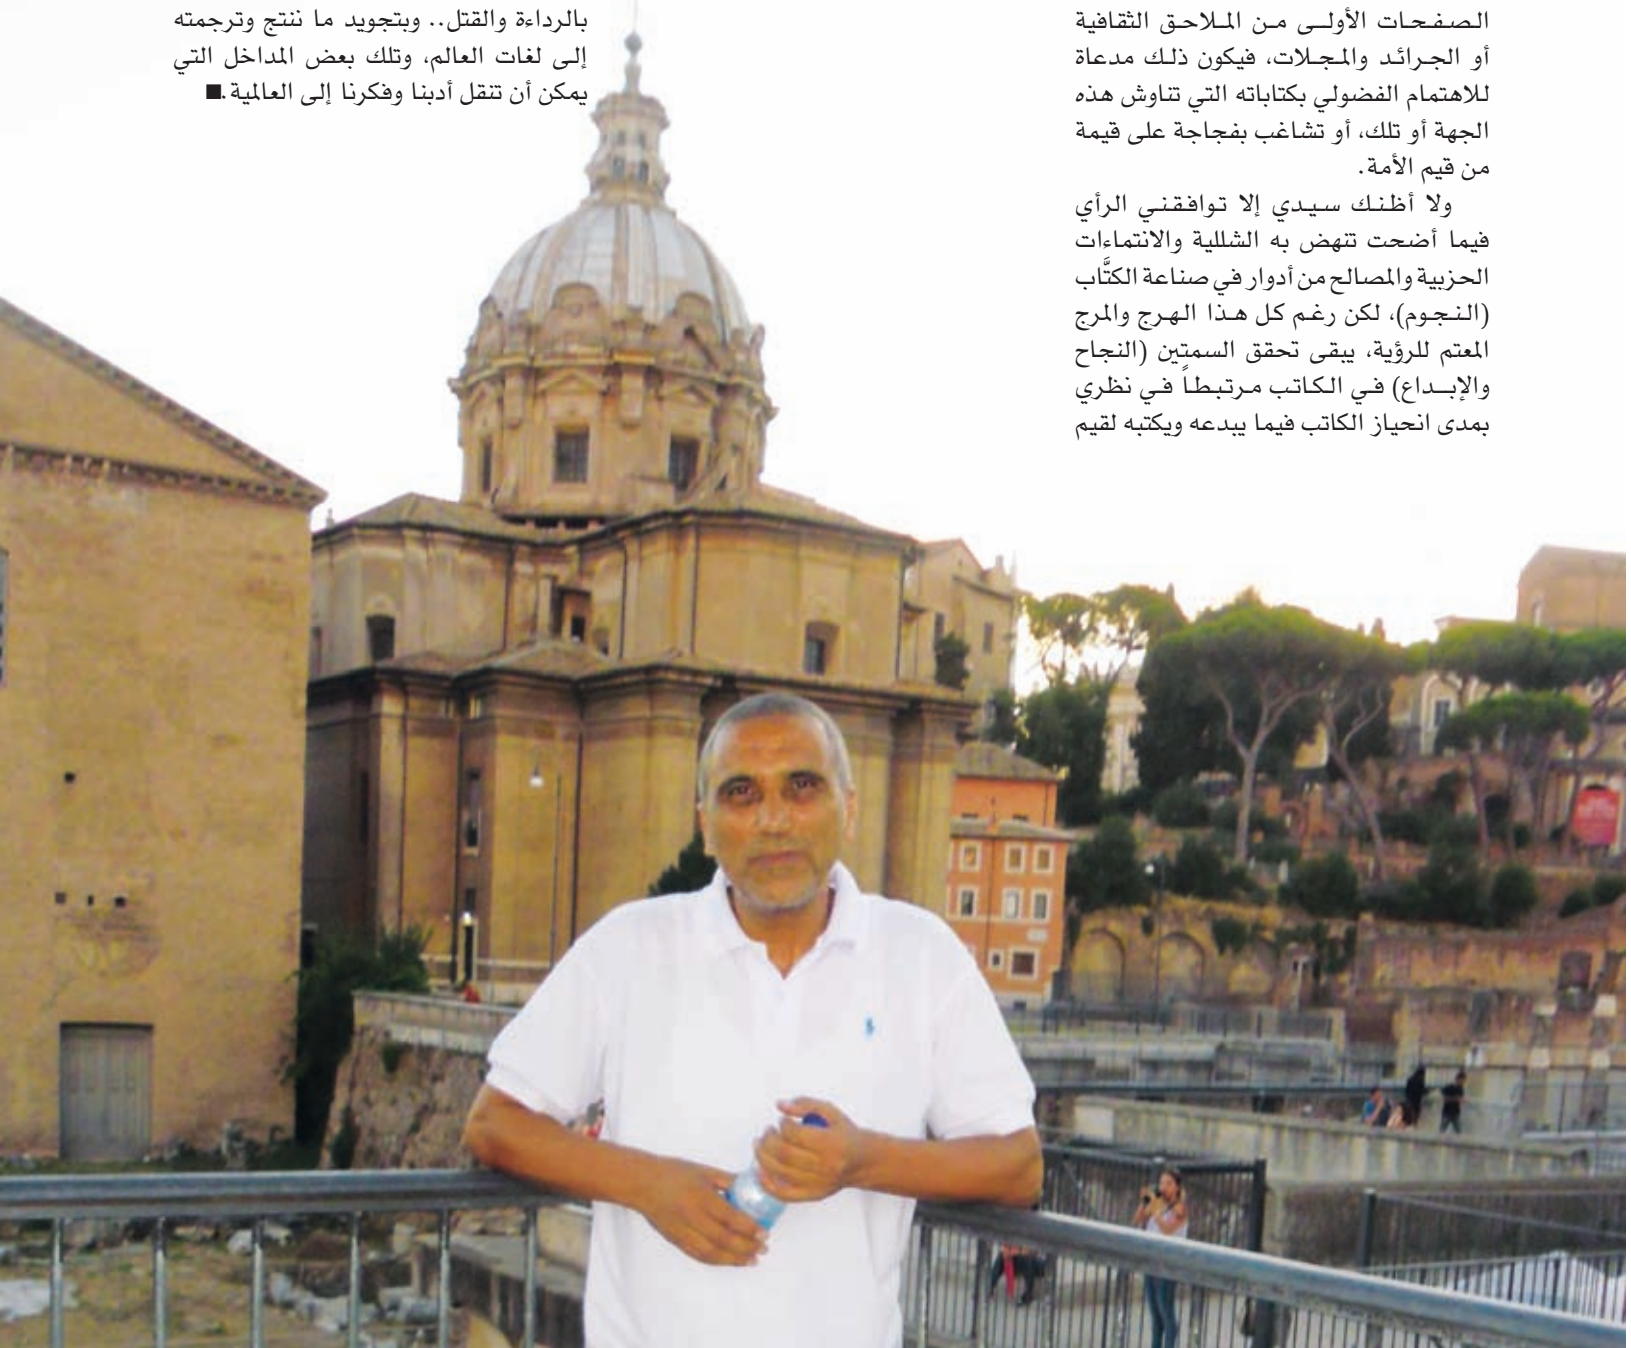 الصفحات الأولى من الملاحق الثقافية
أو الجرائد والمجلات، فيكون ذلك مدعاة
للاهتمام الفضولي بكتاباته التي تناوش هذه
الجهة أو تلك، أو تشاغب بفجاجة على قيمة
من قيم الأمة.
ولا أظنك سيدي إلا توافقني الرأي
فيما أضحت تنهض به الشللية والانتماءات
الحزبية والمصالح من أدوار في صناعة الكتَّاب
(النجوم)، لكن رغم كل هذا الهرج والمرج
المعتم للرؤية، يبقى تحقق السمتين (النجاح
والإبداع) في الكاتب مرتبطاً في نظري
بمدى انحياز الكاتب فيما يبدعه ويكتبه لقيم
بالرداءة والقتل.. وبتجويد ما ننتج وترجمته
إلى لغات العالم، وتلك بعض المداخل التي
يمكن أن تنقل أدبنا وفكرنا إلى العالمية.■